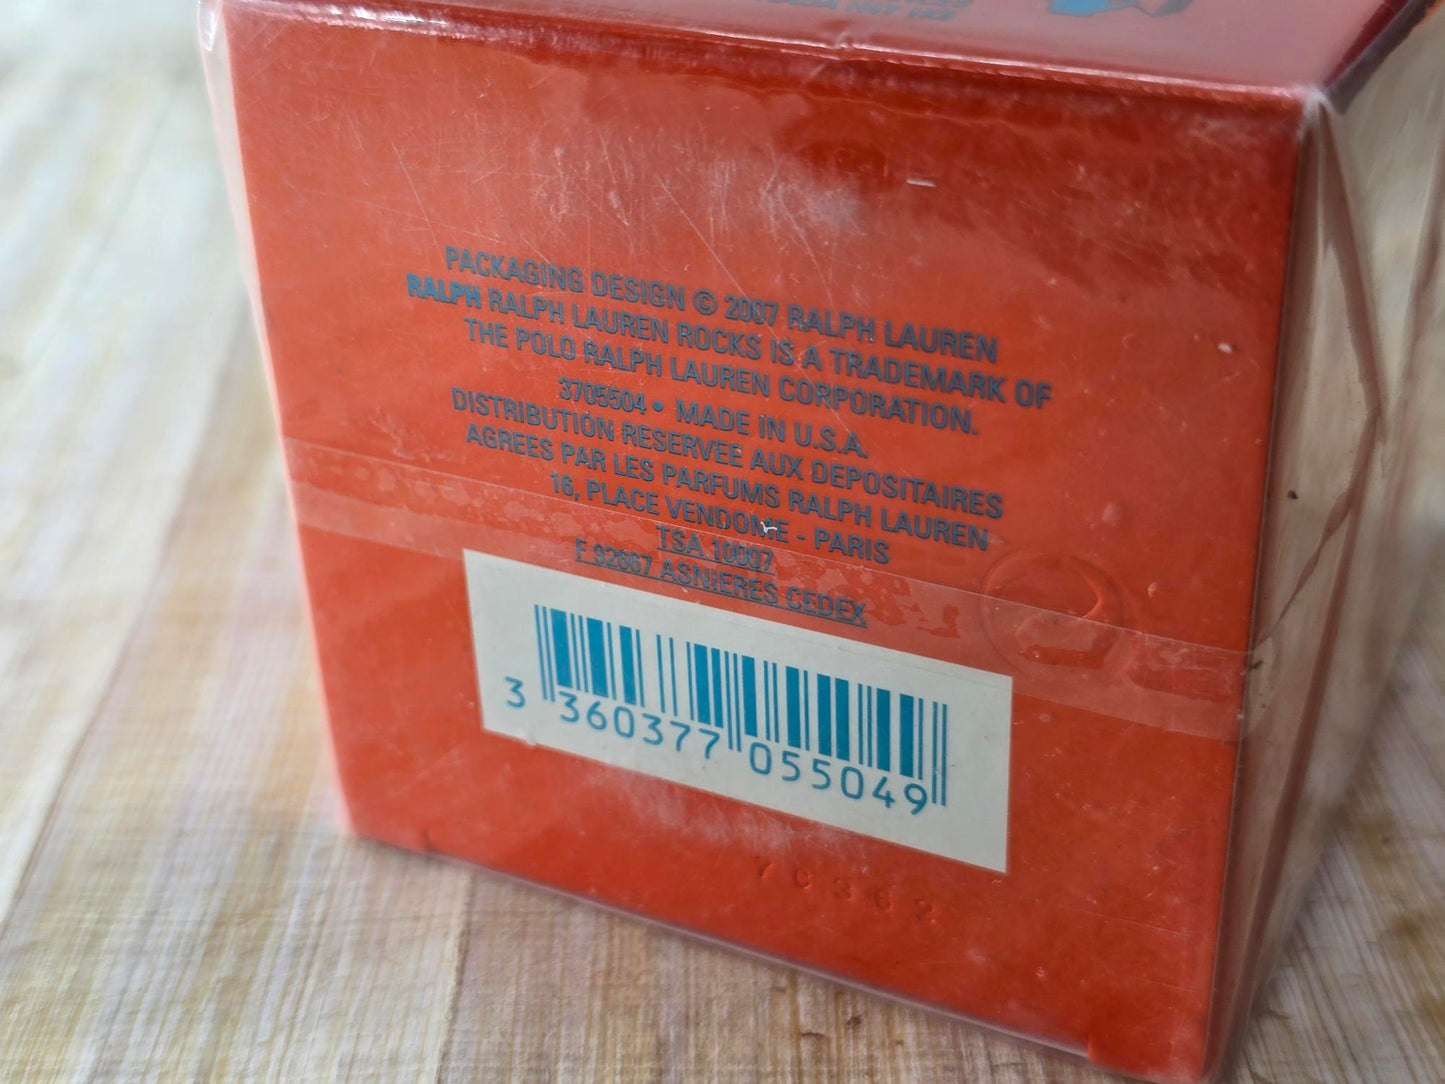 PACKAGING DESIGN © 2007 RALPH LAUREN
RALPH RALPH LAUREN ROCKS IS A TRADEMARK OF
THE POLO RALPH LAUREN CORPORATION.
3705504 • MADE IN U.S.A.
DISTRIBUTION RESERVEE AUX DEPOSITAIRES
AGREES PAR LES PARFUMS RALPH LAUREN
16, PLACE VENDOME - PARIS
TSA 10007
F 92667 ASNIERES CEDEX
3 360377 055049
7C362